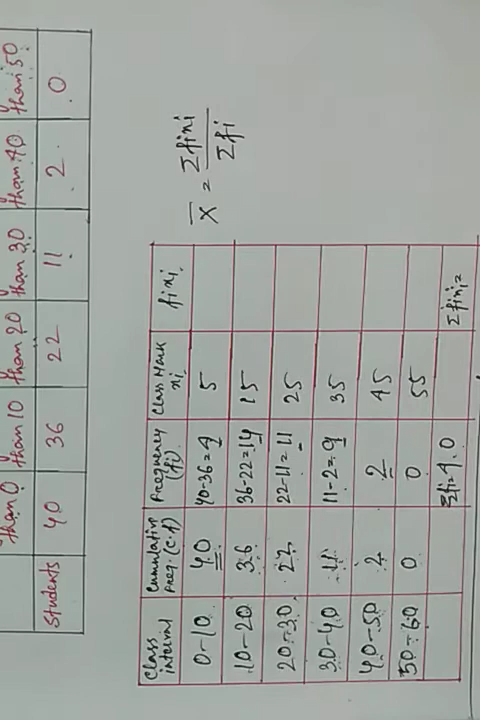 than 0 than 10 than 20 than 30 than 40 than 50
Students 40 36 22 11 2 0
Class interval Cumulative freq. (c.f) Frequency (fi) Class Mark xi fixi
0-10 40 40-36=4 5
10-20 36 36-22=14 15
20-30 22 22-11=11 25
30-40 11 11-2=9 35
40-50 2 2 45
50-60 0 0 55
Σfi=40 Σfixi=
X̄ = Σfixi / Σfi